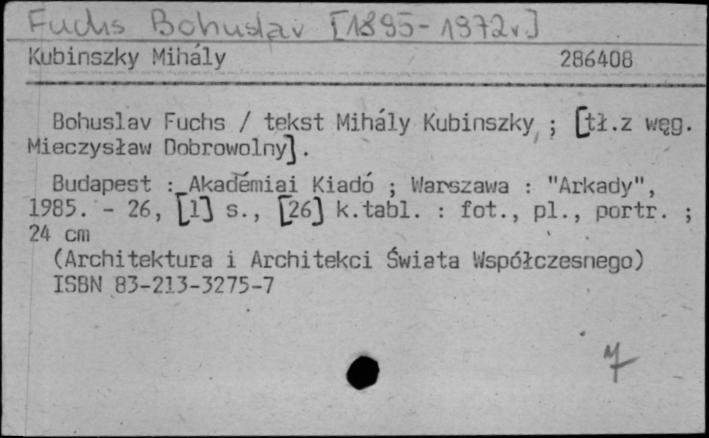 Fuchs Bohuslav [1895-1972r.]
Kubinszky Mihály 286408
Bohuslav Fuchs / tekst Mihály Kubinszky ; [tł.z węg.
Mieczysław Dobrowolny].
Budapest : Akadémiai Kiadó ; Warszawa : "Arkady",
1985. - 26, [1] s., [26] k.tabl. : fot., pl., portr. ;
24 cm
(Architektura i Architekci Świata Współczesnego)
ISBN 83-213-3275-7